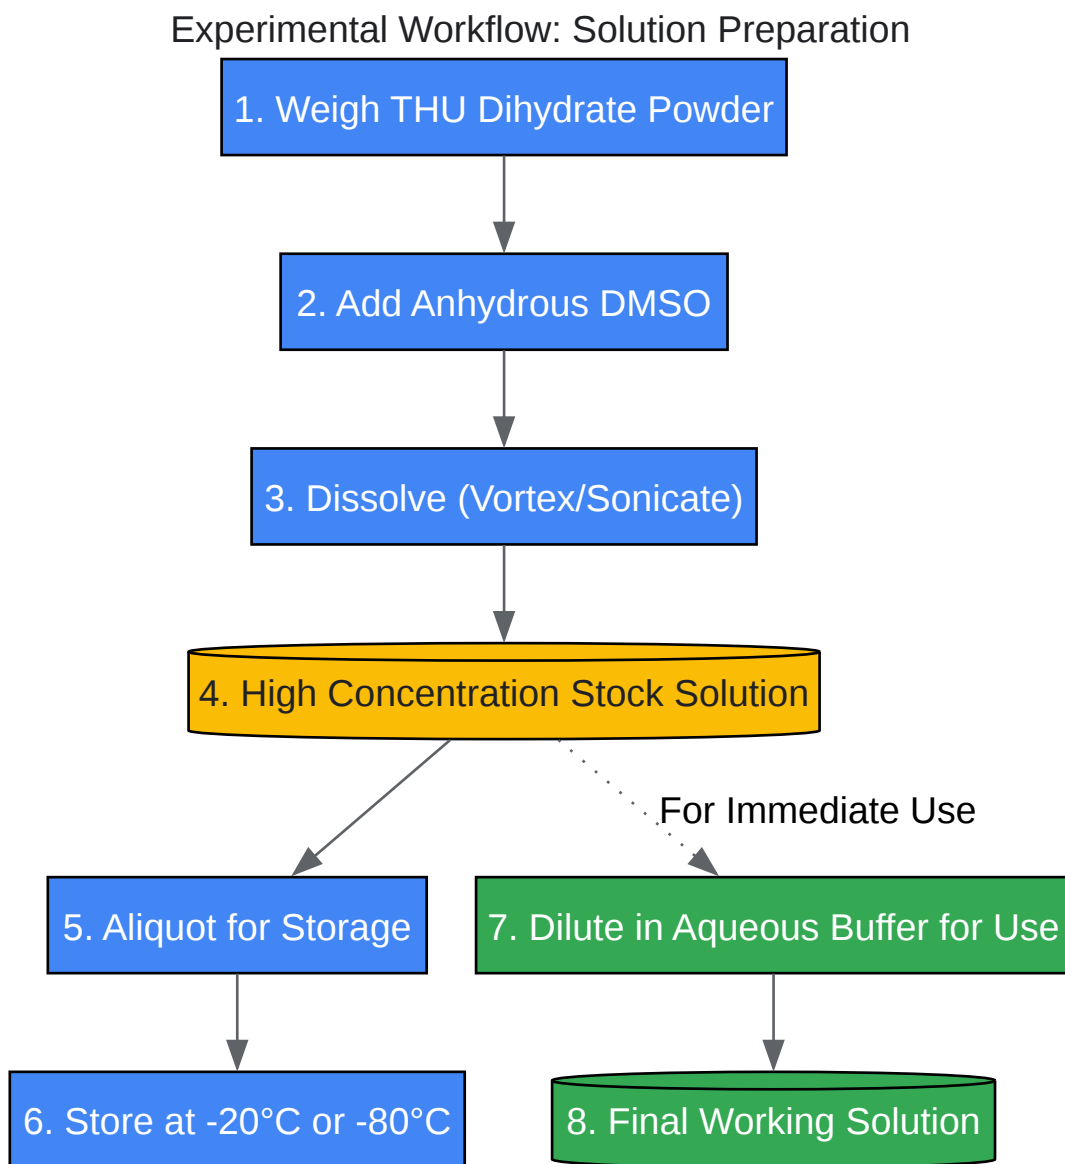 Experimental Workflow: Solution Preparation
1. Weigh THU Dihydrate Powder
2. Add Anhydrous DMSO
3. Dissolve (Vortex/Sonicate)
4. High Concentration Stock Solution
For Immediate Use
5. Aliquot for Storage
7. Dilute in Aqueous Buffer for Use
6. Store at -20°C or -80°C
8. Final Working Solution